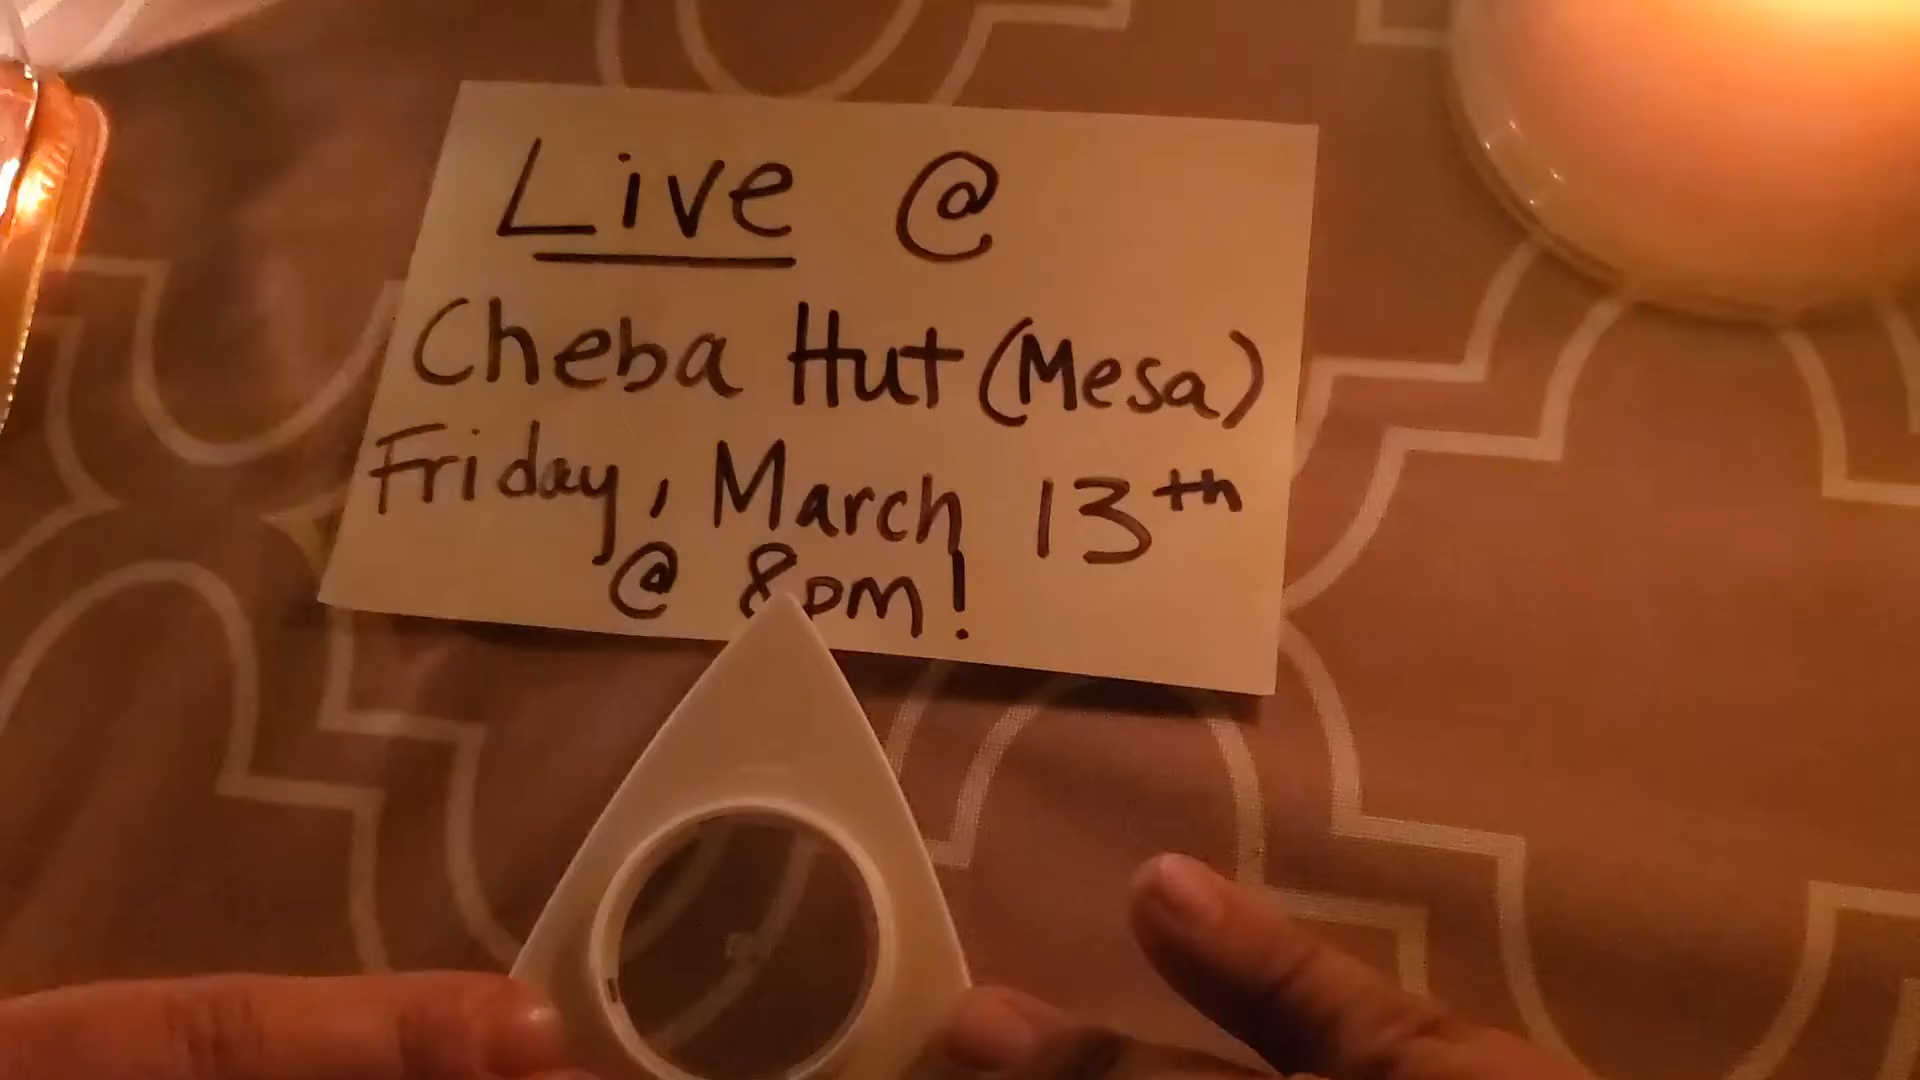 Live @
Cheba Hut (Mesa)
Friday, March 13th
@ 8pm!